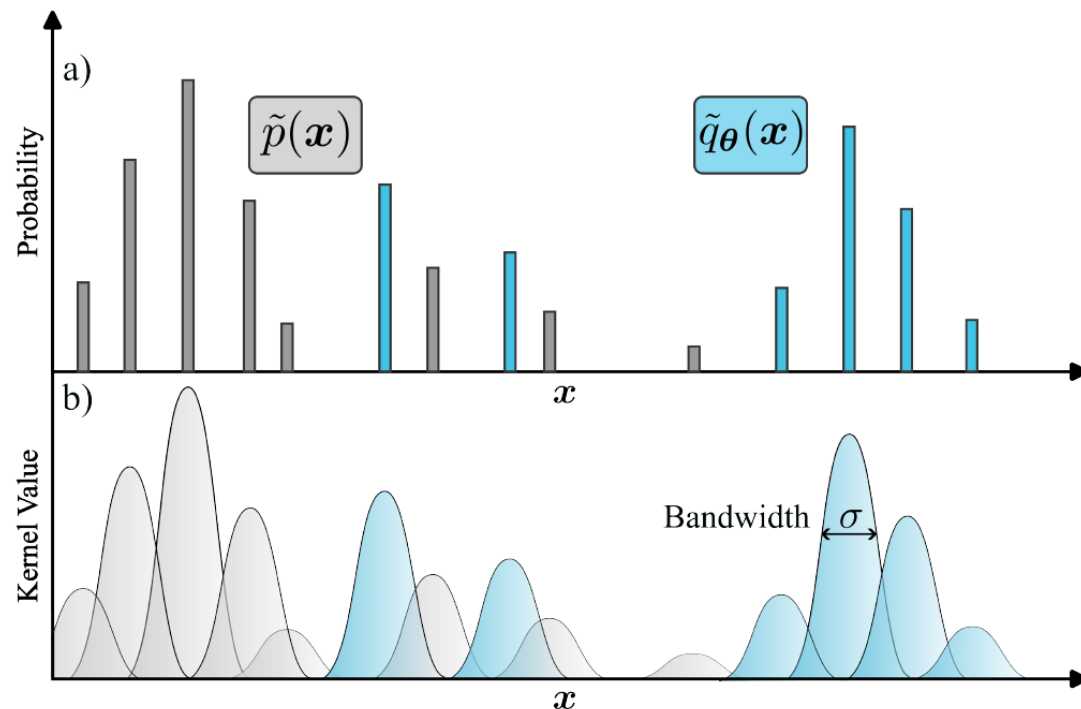 a)
p̃(x)
q̃θ(x)
Probability
x
b)
Kernel Value
Bandwidth σ
x